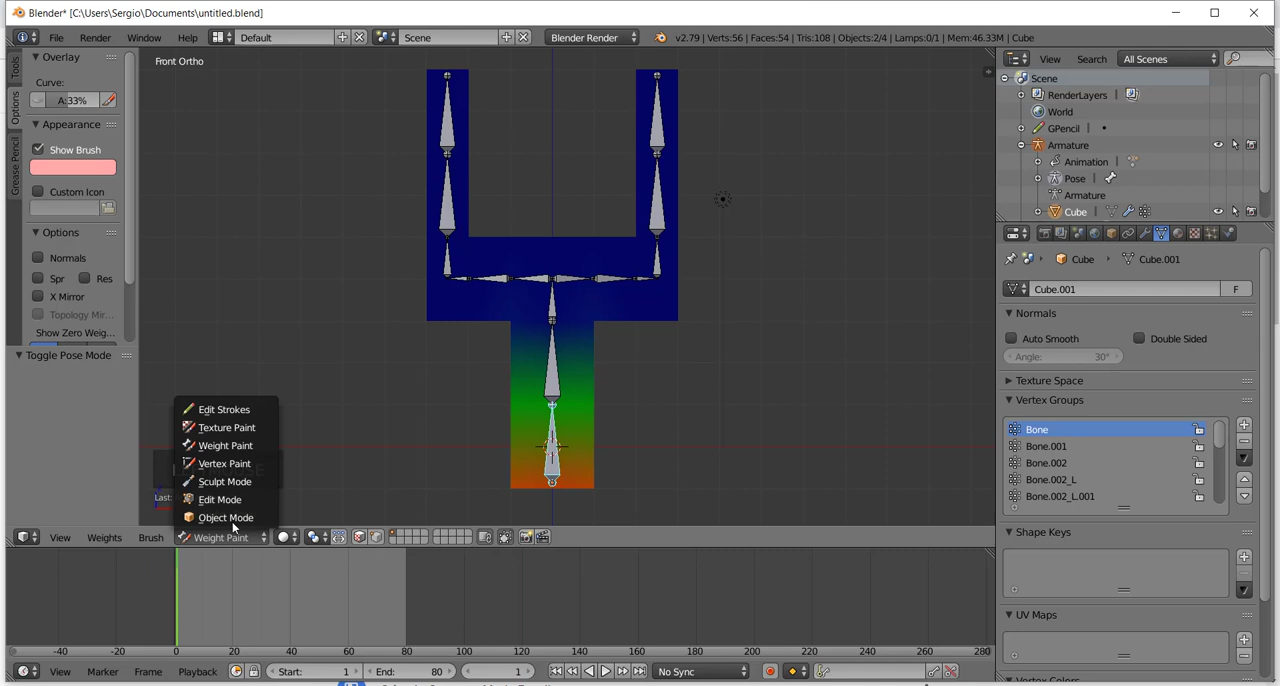 Blender* [C:\Users\Sergio\Documents\untitled.blend]
File Render Window Help Default Scene Blender Render v2.79 | Verts:56 | Faces:54 | Tris:108 | Objects:2/4 | Lamps:0/1 | Mem:46.33M | Cube
View Search All Scenes
Tools
Options
Grease Pencil
Overlay
Curve:
A:33%
Appearance
Show Brush
Custom Icon
Options
Normals
Spr Res
X Mirror
Topology Mir...
Show Zero Weig...
Toggle Pose Mode
Front Ortho
Edit Strokes
Texture Paint
Weight Paint
Vertex Paint
Sculpt Mode
Edit Mode
Object Mode
Last:
View Weights Brush Weight Paint
-40 -20 0 20 40 60 80 100 120 140 160 180 200 220 240 260 280
View Marker Frame Playback Start: 1 End: 80 1 No Sync
Scene
RenderLayers
World
GPencil
Armature
Animation
Pose
Armature
Cube
Cube Cube.001
Cube.001 F
Normals
Auto Smooth Double Sided
Angle: 30°
Texture Space
Vertex Groups
Bone
Bone.001
Bone.002
Bone.002_L
Bone.002_L.001
Shape Keys
UV Maps